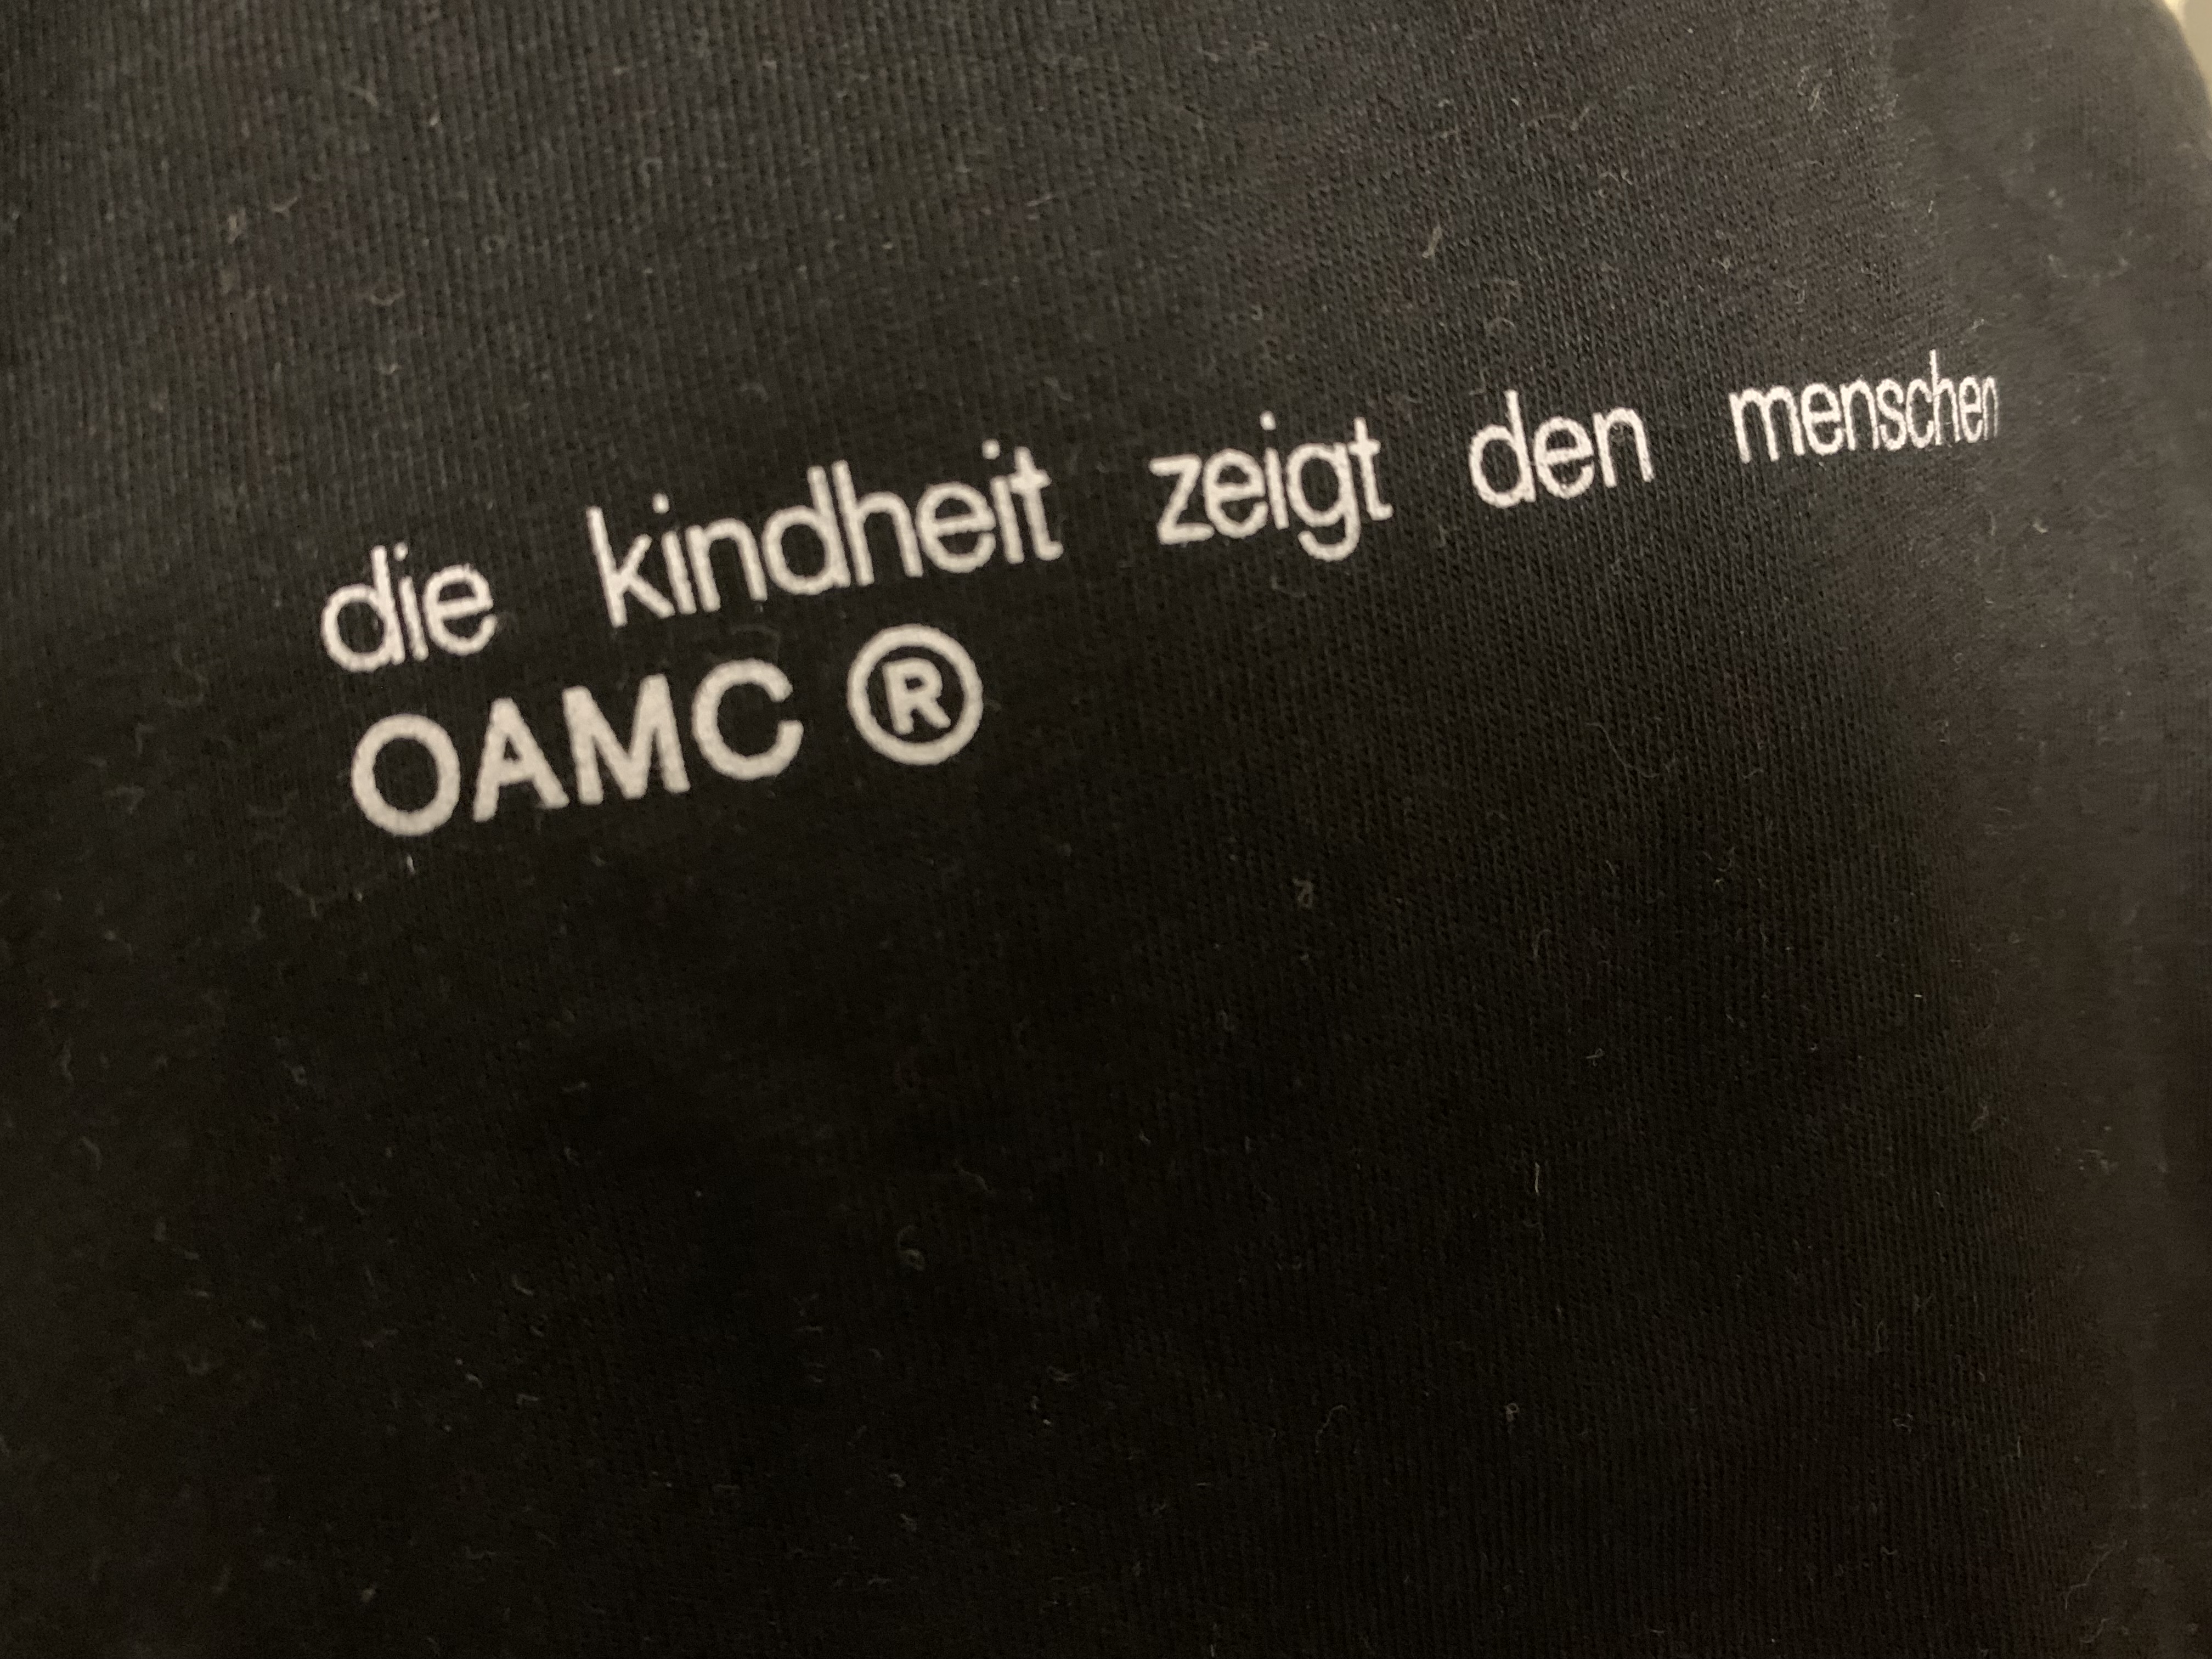 die kindheit zeigt den menschen
OAMC ®